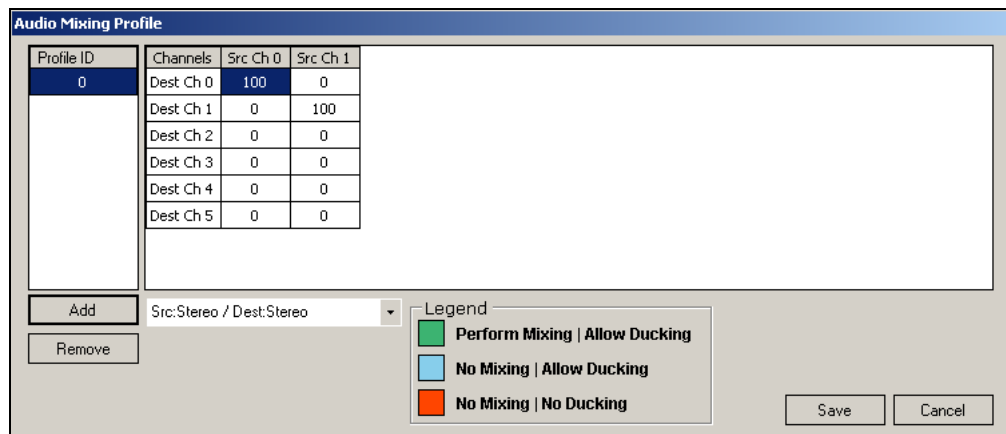 Audio Mixing Profile
Profile ID
0
Channels Src Ch 0 Src Ch 1
Dest Ch 0 100 0
Dest Ch 1 0 100
Dest Ch 2 0 0
Dest Ch 3 0 0
Dest Ch 4 0 0
Dest Ch 5 0 0
Add
Remove
Src:Stereo / Dest:Stereo
Legend
Perform Mixing | Allow Ducking
No Mixing | Allow Ducking
No Mixing | No Ducking
Save
Cancel